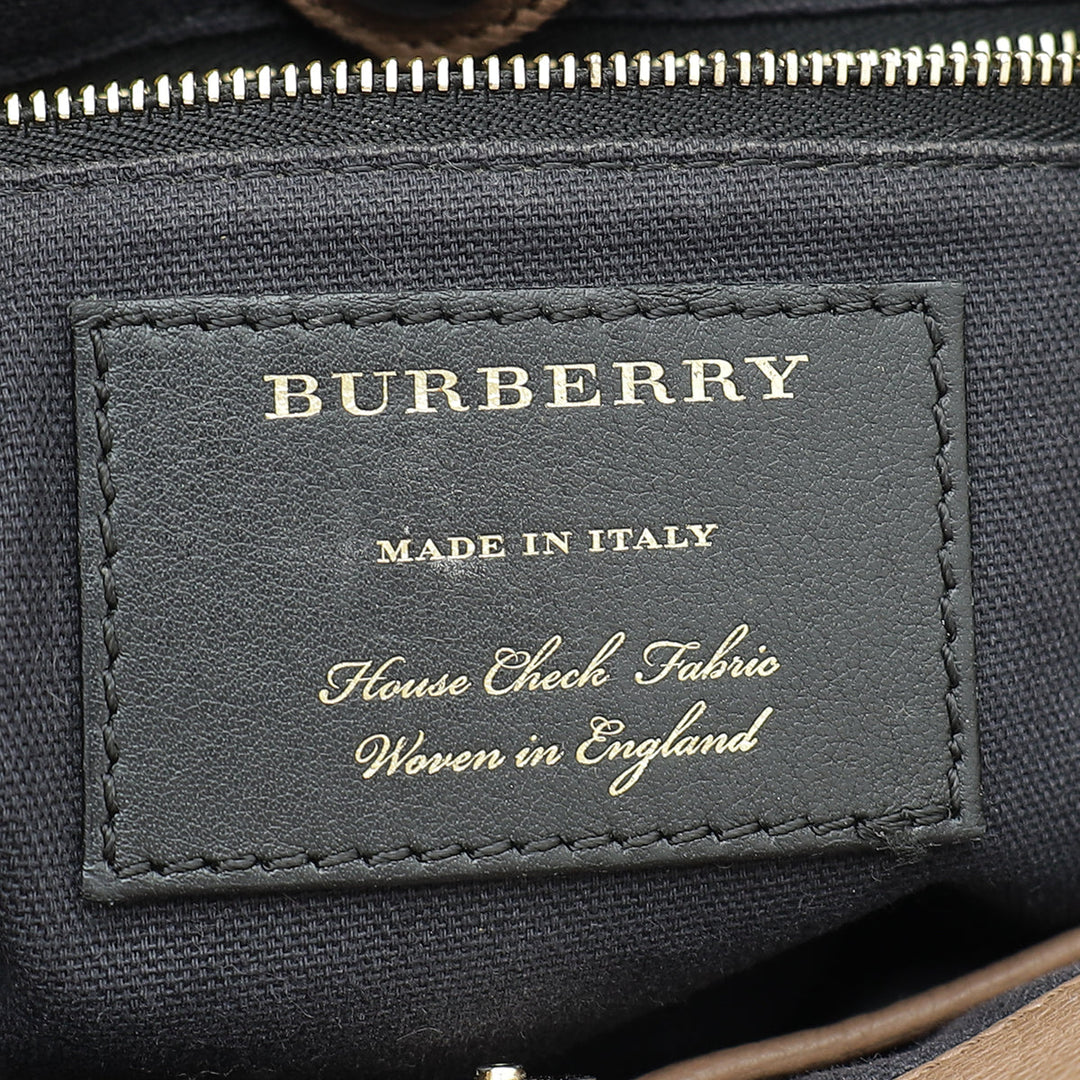 BURBERRY
MADE IN ITALY
House Check Fabric
Woven in England